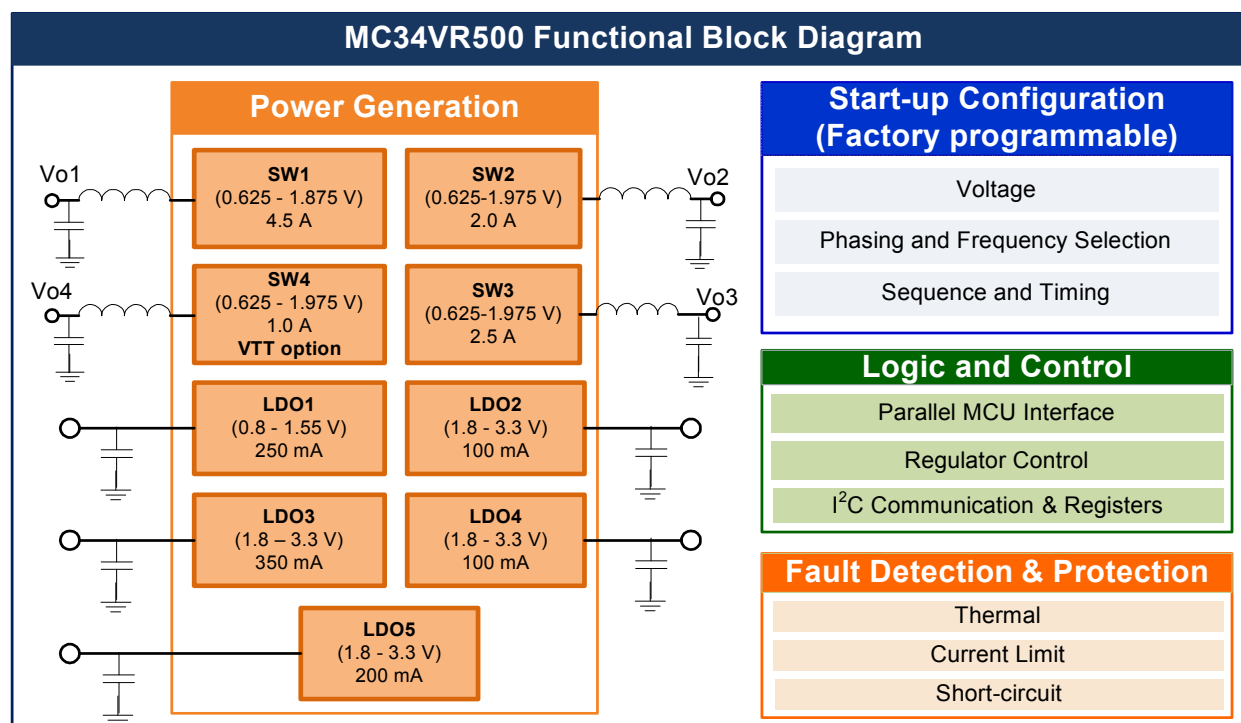 MC34VR500 Functional Block Diagram
Power Generation
Vo1
SW1
(0.625 - 1.875 V)
4.5 A
SW2
(0.625-1.975 V)
2.0 A
Vo2
Vo4
SW4
(0.625 - 1.975 V)
1.0 A
VTT option
SW3
(0.625-1.975 V)
2.5 A
Vo3
LDO1
(0.8 - 1.55 V)
250 mA
LDO2
(1.8 - 3.3 V)
100 mA
LDO3
(1.8 – 3.3 V)
350 mA
LDO4
(1.8 - 3.3 V)
100 mA
LDO5
(1.8 - 3.3 V)
200 mA
Start-up Configuration
(Factory programmable)
Voltage
Phasing and Frequency Selection
Sequence and Timing
Logic and Control
Parallel MCU Interface
Regulator Control
I²C Communication & Registers
Fault Detection & Protection
Thermal
Current Limit
Short-circuit